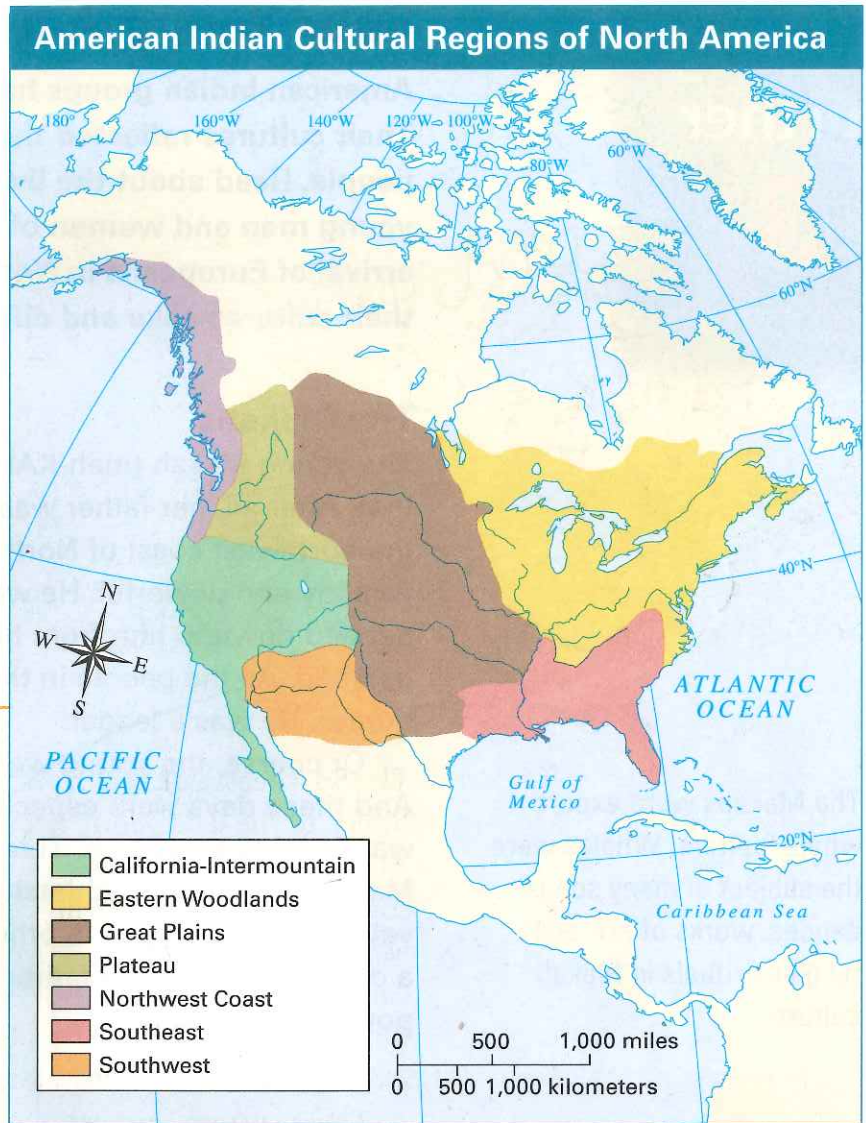 American Indian Cultural Regions of North America
180°
160°W
140°W
120°W
100°W
80°W
60°W
60°N
40°N
N
W
E
S
ATLANTIC
OCEAN
PACIFIC
OCEAN
Gulf of
Mexico
20°N
Caribbean Sea
California-Intermountain
Eastern Woodlands
Great Plains
Plateau
Northwest Coast
Southeast
Southwest
0 500 1,000 miles
0 500 1,000 kilometers